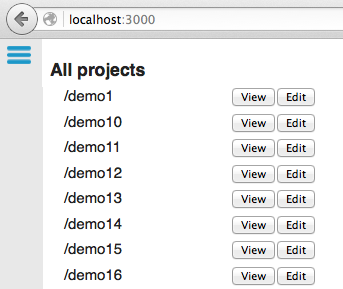 localhost:3000
All projects
/demo1 View Edit
/demo10 View Edit
/demo11 View Edit
/demo12 View Edit
/demo13 View Edit
/demo14 View Edit
/demo15 View Edit
/demo16 View Edit